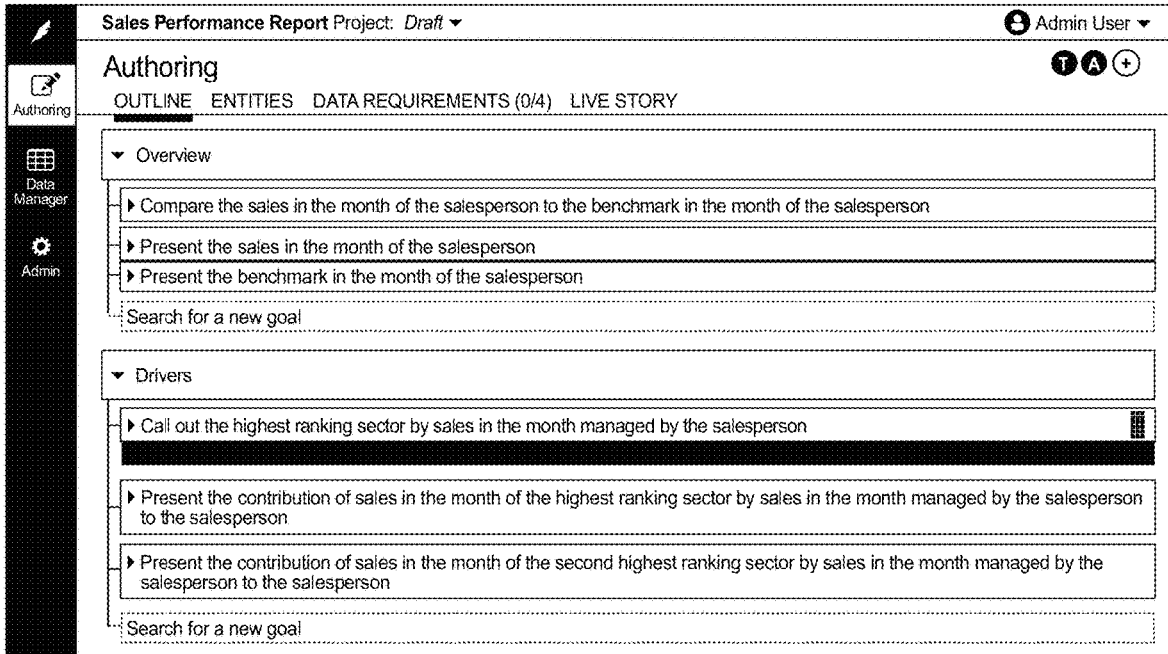 Sales Performance Report Project: Draft
Admin User
Authoring
T A +
OUTLINE ENTITIES DATA REQUIREMENTS (0/4) LIVE STORY
Authoring
Data
Manager
Admin
Overview
Compare the sales in the month of the salesperson to the benchmark in the month of the salesperson
Present the sales in the month of the salesperson
Present the benchmark in the month of the salesperson
Search for a new goal
Drivers
Call out the highest ranking sector by sales in the month managed by the salesperson
Present the contribution of sales in the month of the highest ranking sector by sales in the month managed by the salesperson
to the salesperson
Present the contribution of sales in the month of the second highest ranking sector by sales in the month managed by the
salesperson to the salesperson
Search for a new goal